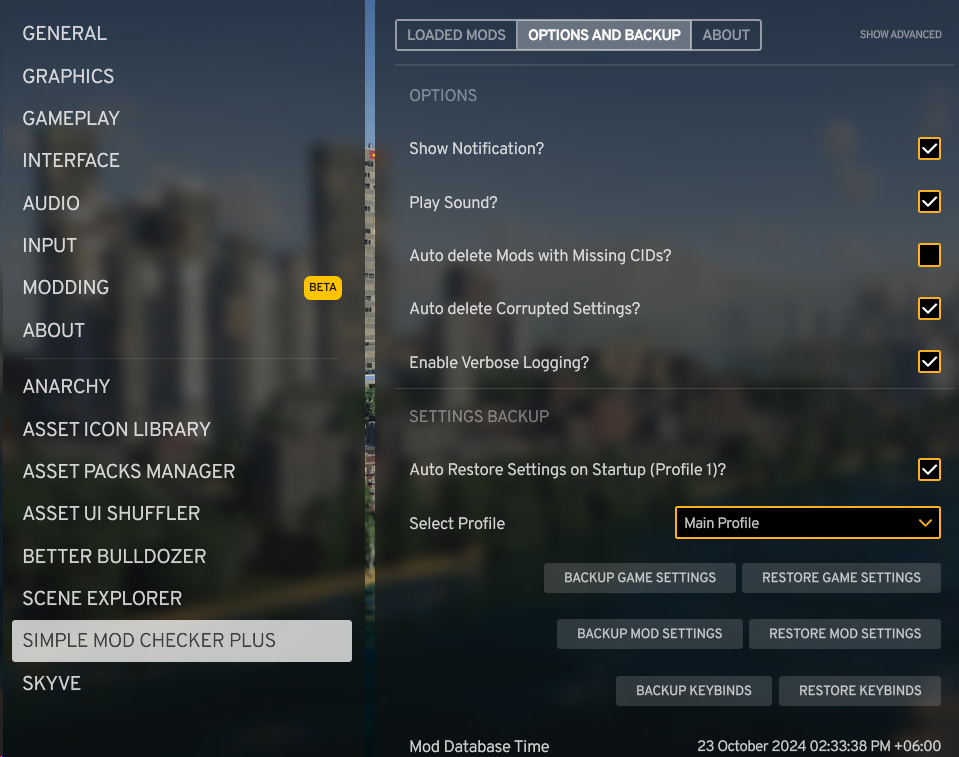 GENERAL
GRAPHICS
GAMEPLAY
INTERFACE
AUDIO
INPUT
MODDING BETA
ABOUT
ANARCHY
ASSET ICON LIBRARY
ASSET PACKS MANAGER
ASSET UI SHUFFLER
BETTER BULLDOZER
SCENE EXPLORER
SIMPLE MOD CHECKER PLUS
SKYVE
LOADED MODS OPTIONS AND BACKUP ABOUT SHOW ADVANCED
OPTIONS
Show Notification?
Play Sound?
Auto delete Mods with Missing CIDs?
Auto delete Corrupted Settings?
Enable Verbose Logging?
SETTINGS BACKUP
Auto Restore Settings on Startup (Profile 1)?
Select Profile Main Profile
BACKUP GAME SETTINGS RESTORE GAME SETTINGS
BACKUP MOD SETTINGS RESTORE MOD SETTINGS
BACKUP KEYBINDS RESTORE KEYBINDS
Mod Database Time 23 October 2024 02:33:38 PM +06:00